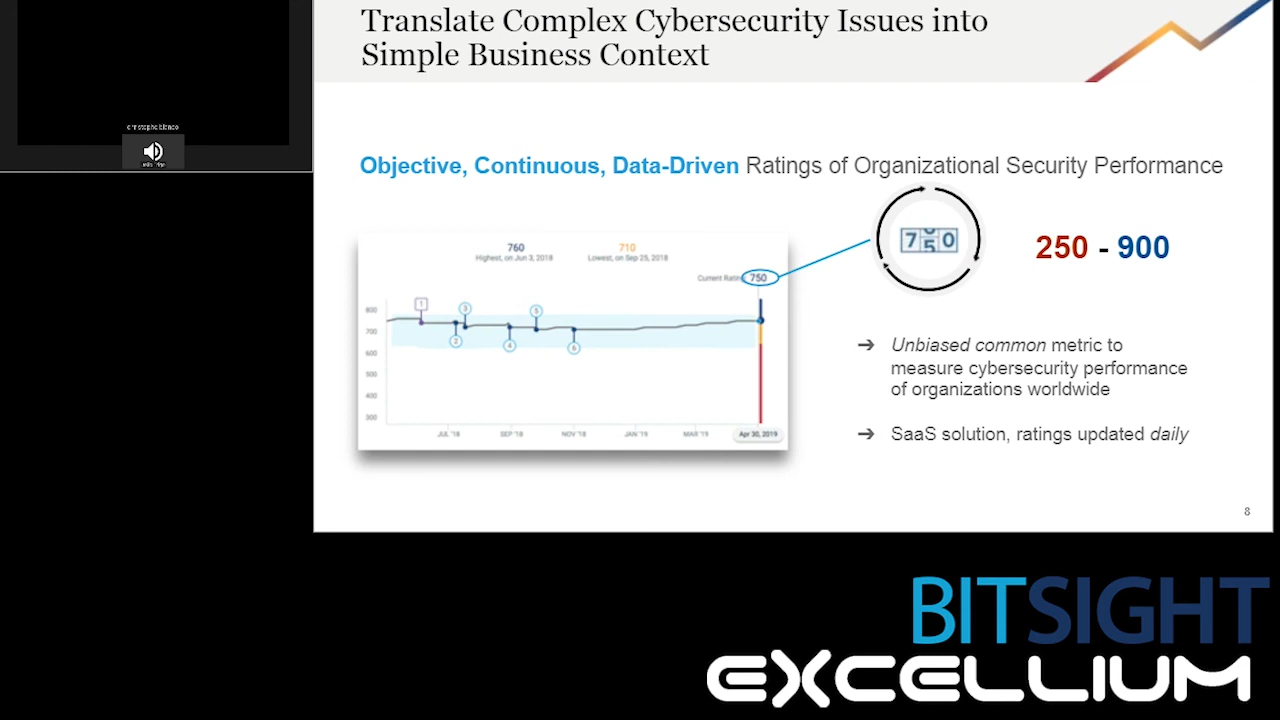 Translate Complex Cybersecurity Issues into
Simple Business Context
Objective, Continuous, Data-Driven Ratings of Organizational Security Performance
760
Highest, on Jun 3, 2018
710
Lowest, on Sep 25, 2018
Current Rating
750
7 5 0
250 - 900
800
700
600
500
400
300
1
2
3
4
5
6
JUL '18
SEP '18
NOV '18
JAN '19
MAR '19
Apr 30, 2019
➔ Unbiased common metric to
measure cybersecurity performance
of organizations worldwide
➔ SaaS solution, ratings updated daily
8
BITSIGHT
EXCELLIUM